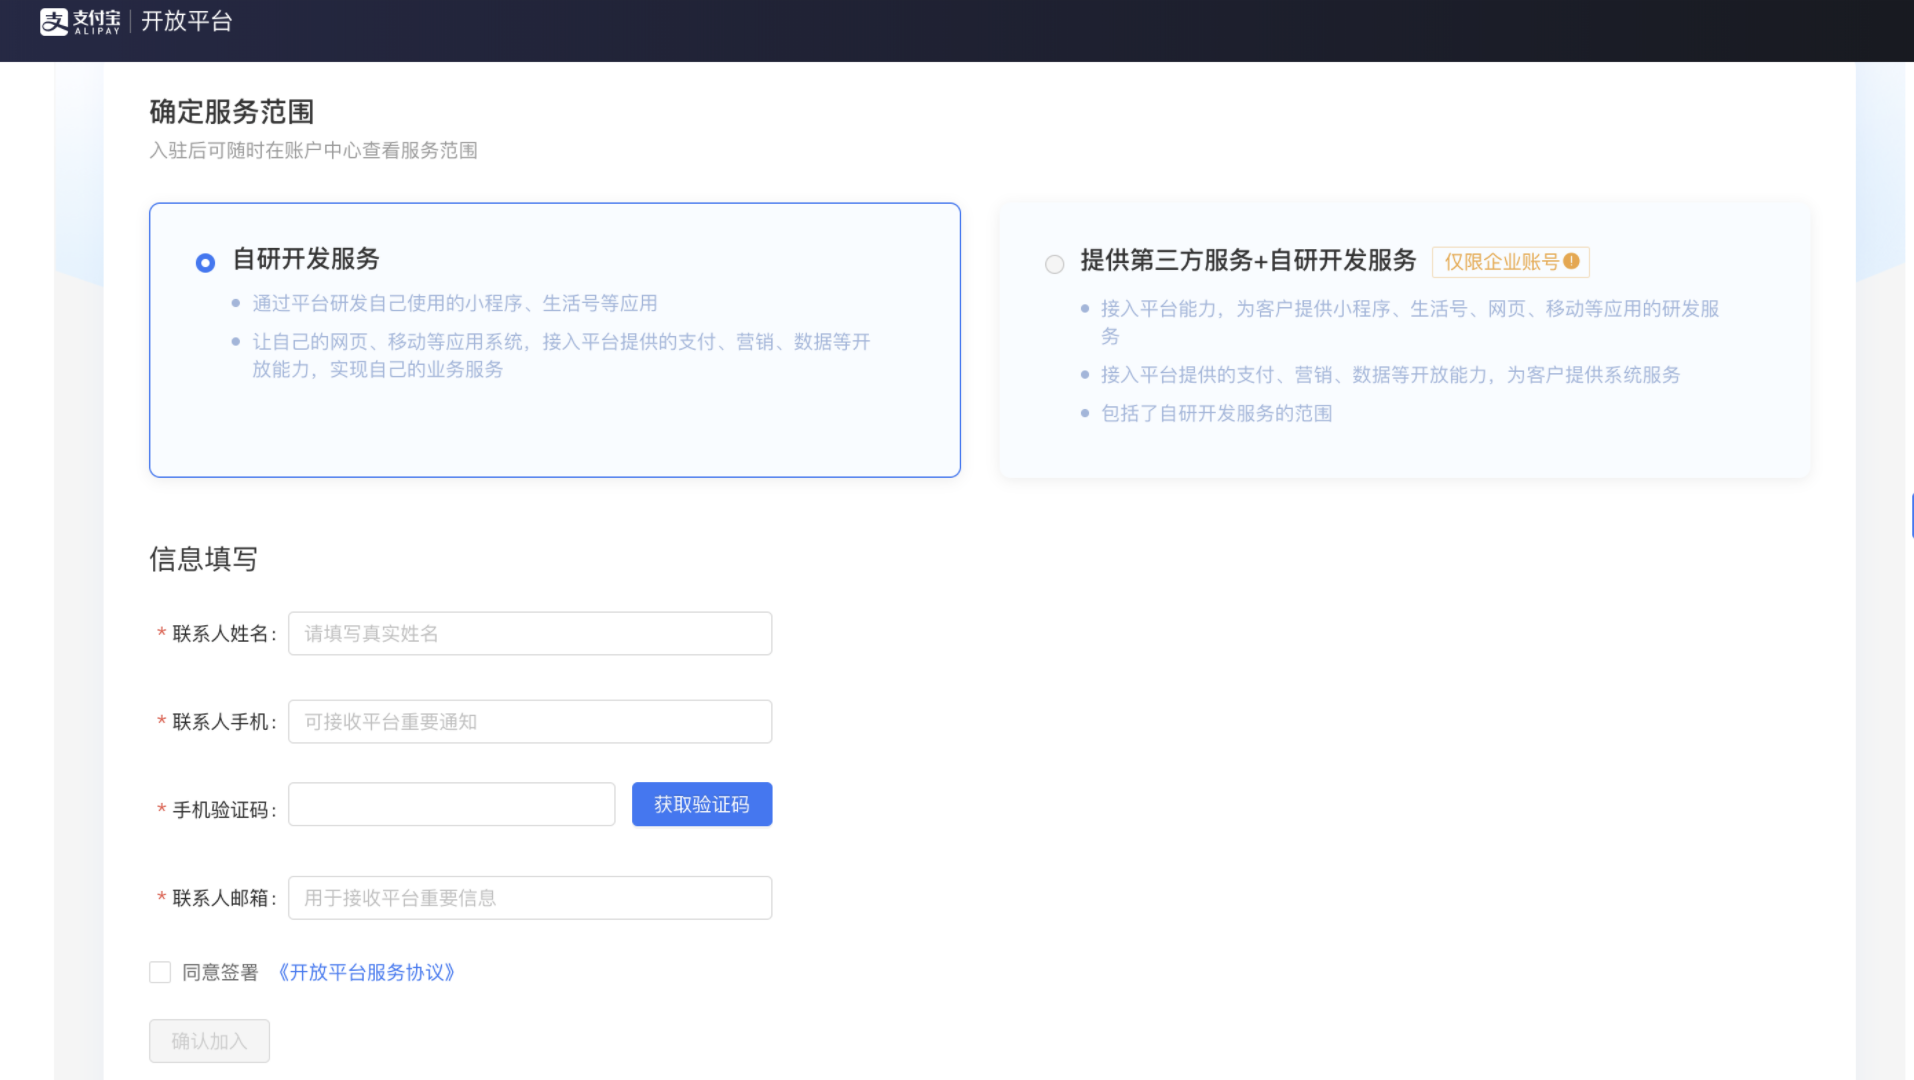 支付宝 开放平台
ALIPAY
确定服务范围
入驻后可随时在账户中心查看服务范围
自研开发服务
通过平台研发自己使用的小程序、生活号等应用
让自己的网页、移动等应用系统，接入平台提供的支付、营销、数据等开
放能力，实现自己的业务服务
提供第三方服务+自研开发服务 仅限企业账号
接入平台能力，为客户提供小程序、生活号、网页、移动等应用的研发服
务
接入平台提供的支付、营销、数据等开放能力，为客户提供系统服务
包括了自研开发服务的范围
信息填写
* 联系人姓名: 请填写真实姓名
* 联系人手机: 可接收平台重要通知
* 手机验证码: 获取验证码
* 联系人邮箱: 用于接收平台重要信息
同意签署 《开放平台服务协议》
确认加入